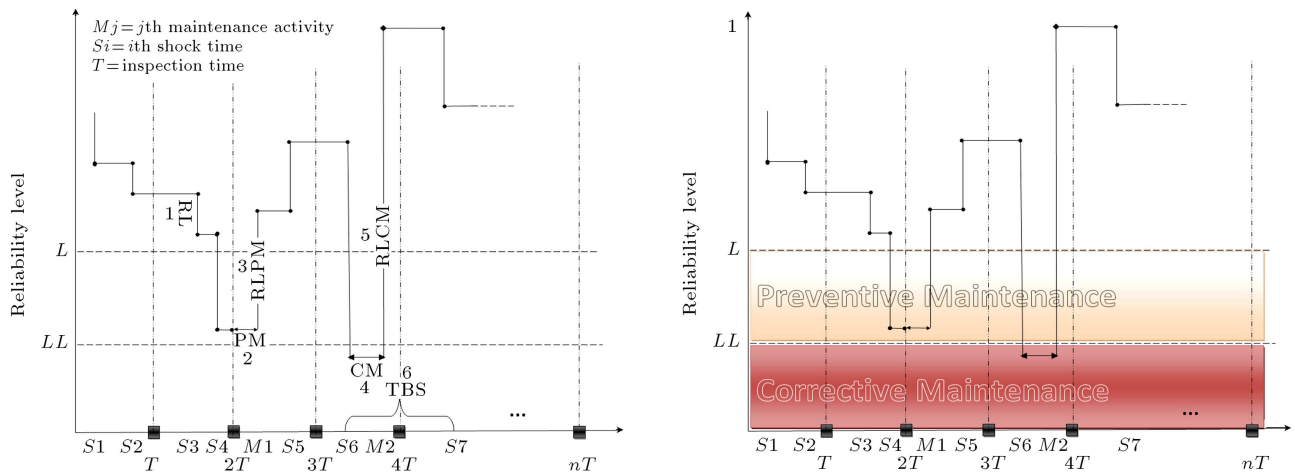 Mj=jth maintenance activity
Si=ith shock time
T=inspection time
Reliability level
L
LL
1
RL
3
RLPM
PM
2
5
RLCM
CM
4
6
TBS
...
S1 S2 S3 S4 M1 S5 S6 M2 S7
T 2T 3T 4T nT
1
Reliability level
L
LL
Preventive Maintenance
Corrective Maintenance
...
S1 S2 S3 S4 M1 S5 S6 M2 S7
T 2T 3T 4T nT